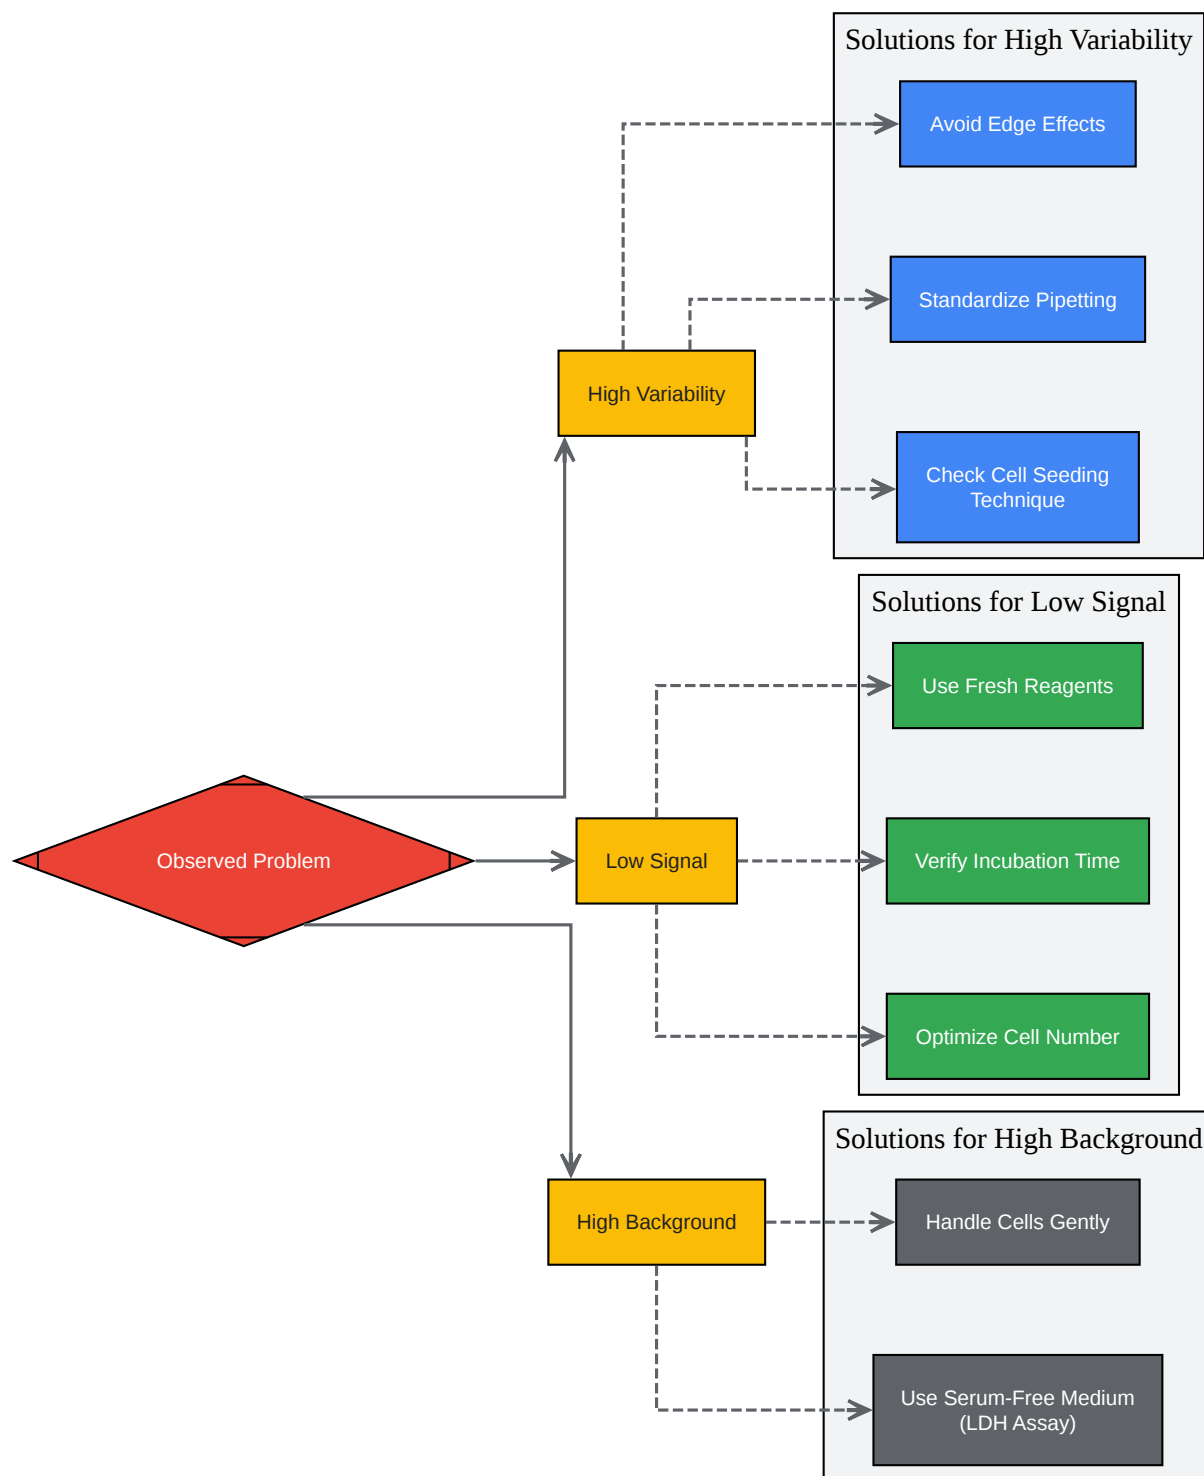 Solutions for High Variability
Avoid Edge Effects
Standardize Pipetting
High Variability
Check Cell Seeding
Technique
Solutions for Low Signal
Use Fresh Reagents
Observed Problem
Low Signal
Verify Incubation Time
Optimize Cell Number
Solutions for High Background
High Background
Handle Cells Gently
Use Serum-Free Medium
(LDH Assay)